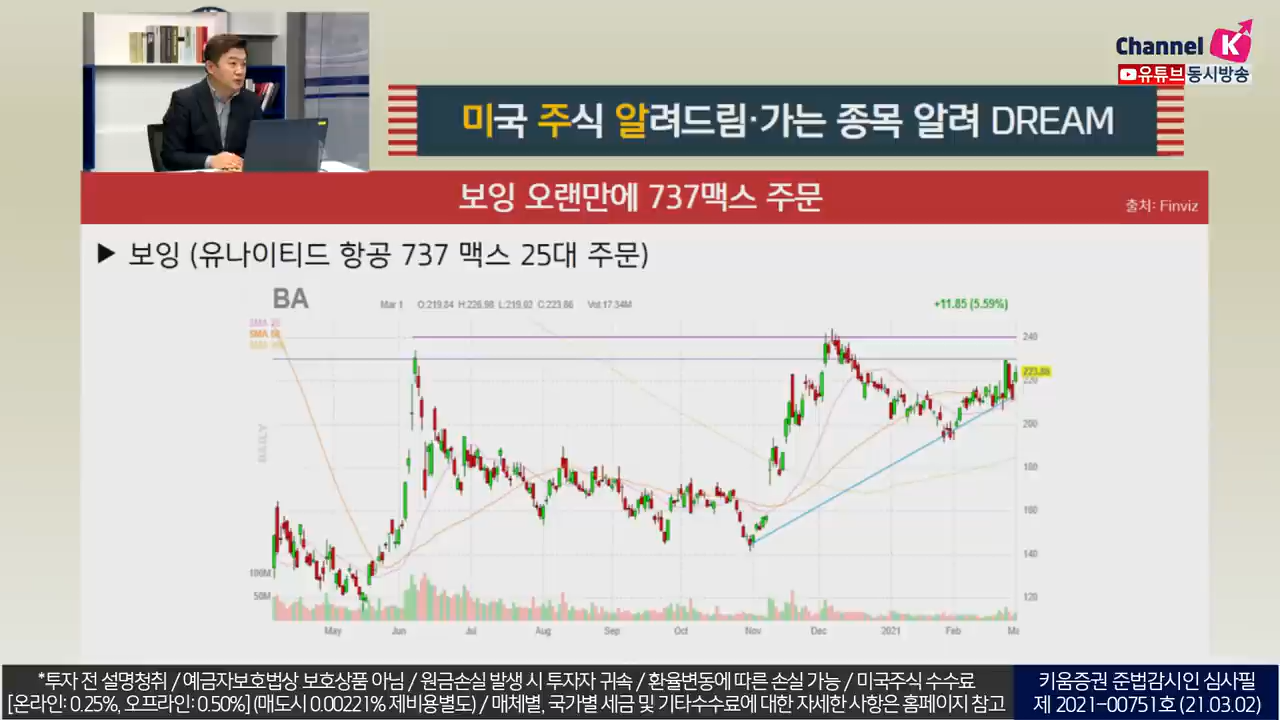 Channel K
유튜브동시방송
미국 주식 알려드림·가는 종목 알려 DREAM
보잉 오랜만에 737맥스 주문
출처: Finviz
▶ 보잉 (유나이티드 항공 737 맥스 25대 주문)
BA
Mar 1 O:219.04 H:226.98 L:219.02 C:223.86 Vol:17.34M
+11.85 (5.59%)
SMA 20
SMA 50
240
223.86
220
200
180
160
140
120
DAILY
100M
50M
May Jun Jul Aug Sep Oct Nov Dec 2021 Feb Ma
*투자 전 설명청취 / 예금자보호법상 보호상품 아님 / 원금손실 발생 시 투자자 귀속 / 환율변동에 따른 손실 가능 / 미국주식 수수료
[온라인: 0.25%, 오프라인: 0.50%] (매도시 0.00221% 제비용별도) / 매체별, 국가별 세금 및 기타수수료에 대한 자세한 사항은 홈페이지 참고
키움증권 준법감시인 심사필
제 2021-00751호 (21.03.02)